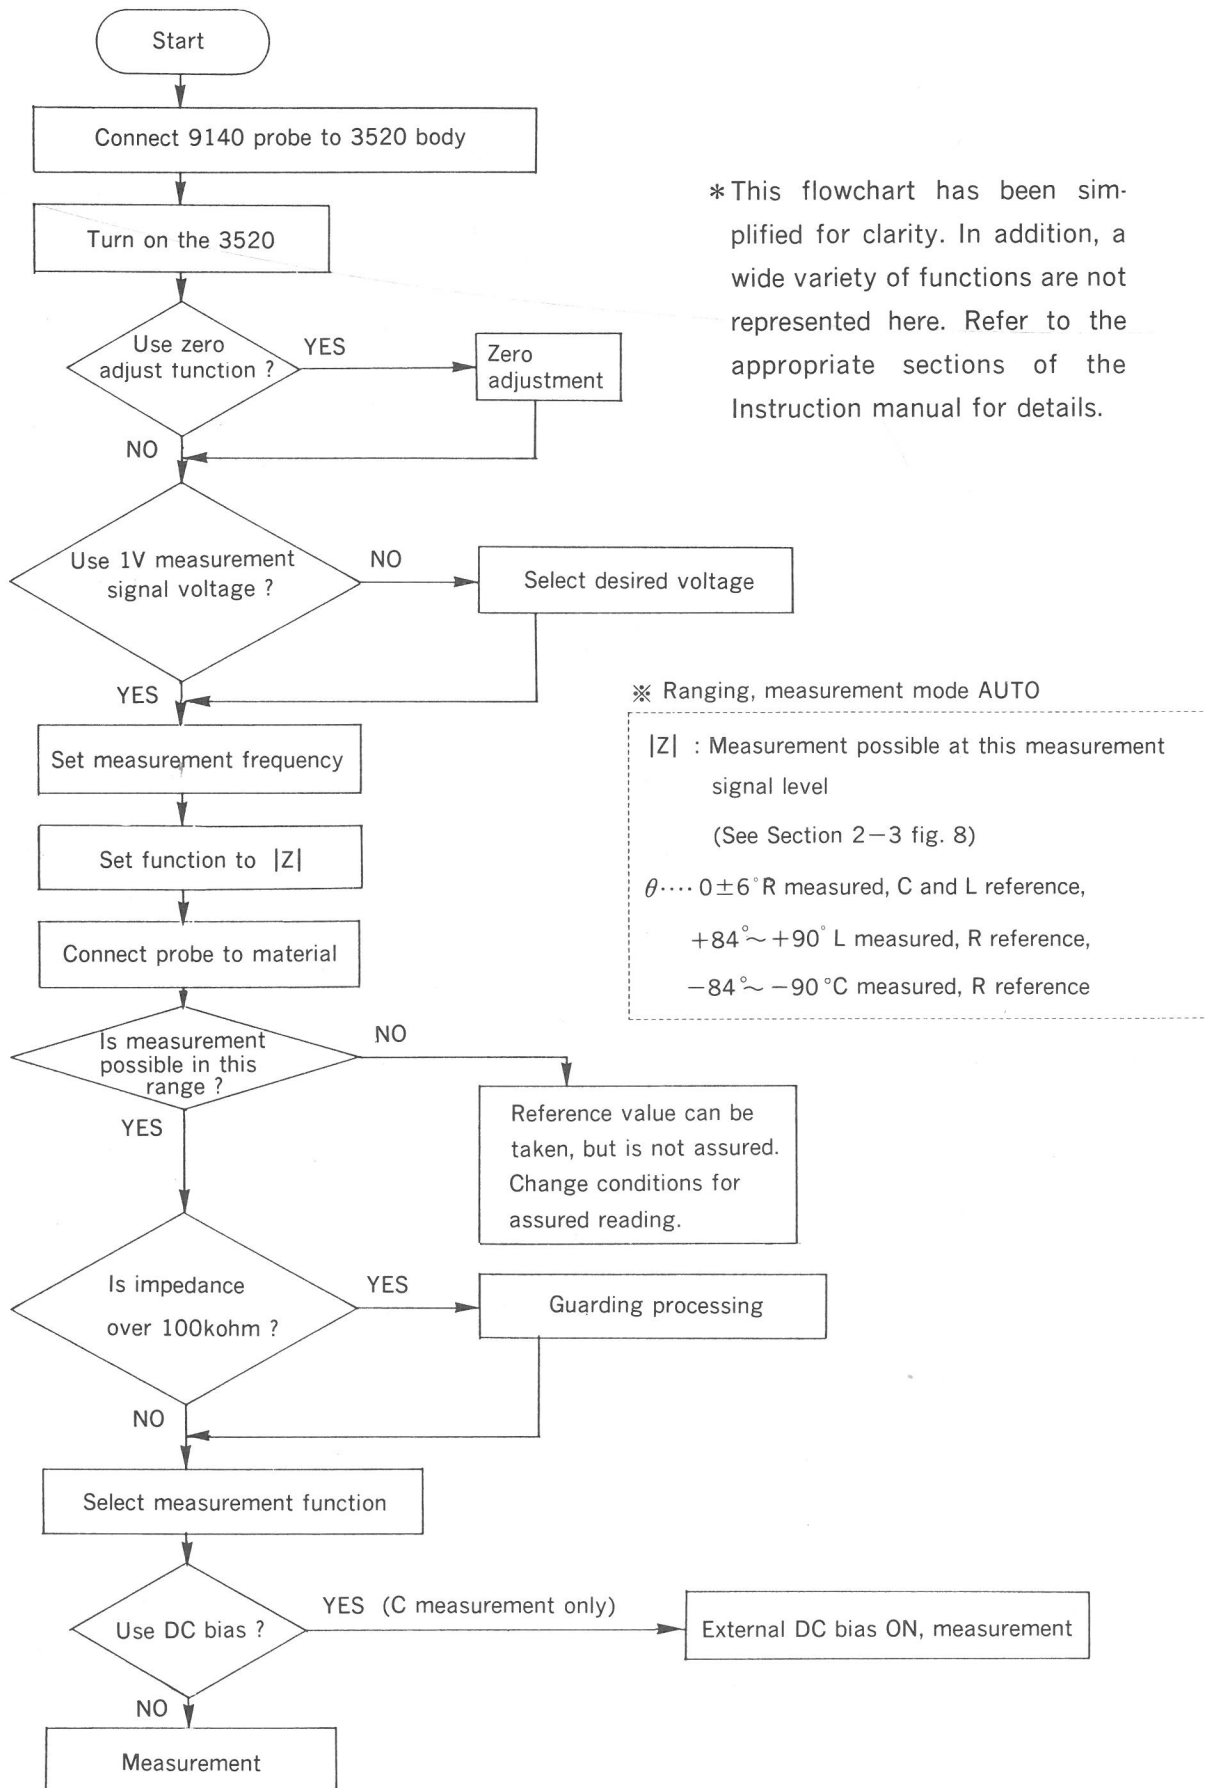 Start
Connect 9140 probe to 3520 body
Turn on the 3520
Use zero
adjust tunction ?
YES
Zero
adjustment
NO
* This flowchart has been sim-
plified for clarity. In addition, a
wide variety of functions are not
represented here. Refer to the
appropriate sections of the
Instruction manual for details.
Use 1V measurement
signal voltage ?
NO
Select desired voltage
YES
※ Ranging, measurement mode AUTO
|Z| : Measurement possible at this measurement
signal level
(See Section 2–3 fig. 8)
θ···· 0±6°R measured, C and L reference,
+84°~ +90° L measured, R reference,
−84°~ −90°C measured, R reference
Set measurement frequency
Set function to |Z|
Connect probe to material
Is measurement
possible in this
range ?
NO
Reference value can be
taken, but is not assured.
Change conditions for
assured reading.
YES
Is impedance
over 100kohm ?
YES
Guarding processing
NO
Select measurement function
Use DC bias ?
YES (C measurement only)
External DC bias ON, measurement
NO
Measurement